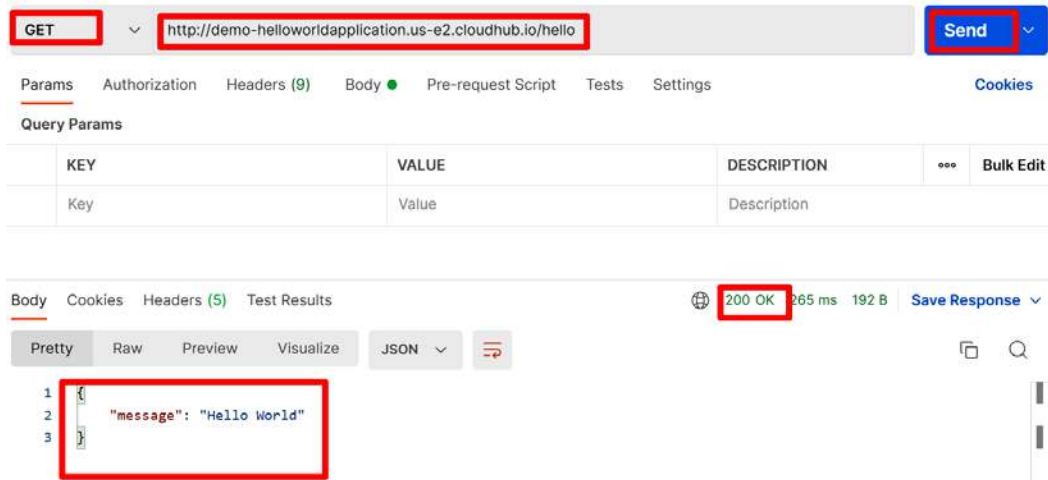 GET http://demo-helloworldapplication.us-e2.cloudhub.io/hello Send
Params Authorization Headers (9) Body Pre-request Script Tests Settings Cookies
Query Params
KEY VALUE DESCRIPTION ooo Bulk Edit
Key Value Description
Body Cookies Headers (5) Test Results 200 OK 265 ms 192 B Save Response
Pretty Raw Preview Visualize JSON
1 {
2 "message": "Hello World"
3 }